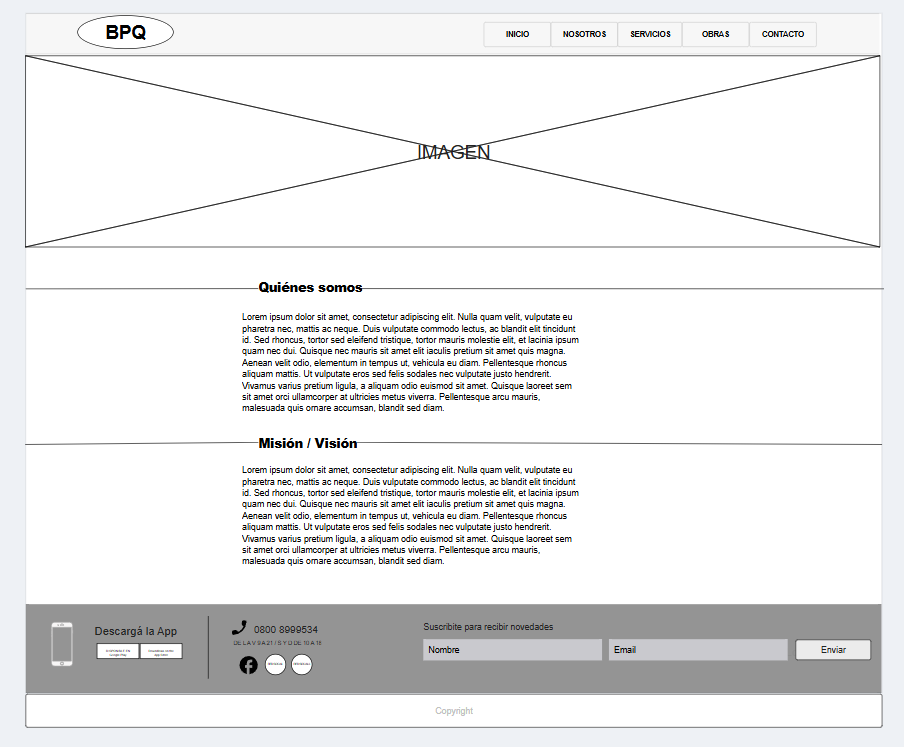 BPQ
INICIO
NOSOTROS
SERVICIOS
OBRAS
CONTACTO
IMAGEN
Quiénes somos
Lorem ipsum dolor sit amet, consectetur adipiscing elit. Nulla quam velit, vulputate eu
pharetra nec, mattis ac neque. Duis vulputate commodo lectus, ac blandit elit tincidunt
id. Sed rhoncus, tortor sed eleifend tristique, tortor mauris molestie elit, et lacinia ipsum
quam nec dui. Quisque nec mauris sit amet elit iaculis pretium sit amet quis magna.
Aenean velit odio, elementum in tempus ut, vehicula eu diam. Pellentesque rhoncus
aliquam mattis. Ut vulputate eros sed felis sodales nec vulputate justo hendrerit.
Vivamus varius pretium ligula, a aliquam odio euismod sit amet. Quisque laoreet sem
sit amet orci ullamcorper at ultricies metus viverra. Pellentesque arcu mauris,
malesuada quis ornare accumsan, blandit sed diam.
Misión / Visión
Lorem ipsum dolor sit amet, consectetur adipiscing elit. Nulla quam velit, vulputate eu
pharetra nec, mattis ac neque. Duis vulputate commodo lectus, ac blandit elit tincidunt
id. Sed rhoncus, tortor sed eleifend tristique, tortor mauris molestie elit, et lacinia ipsum
quam nec dui. Quisque nec mauris sit amet elit iaculis pretium sit amet quis magna.
Aenean velit odio, elementum in tempus ut, vehicula eu diam. Pellentesque rhoncus
aliquam mattis. Ut vulputate eros sed felis sodales nec vulputate justo hendrerit.
Vivamus varius pretium ligula, a aliquam odio euismod sit amet. Quisque laoreet sem
sit amet orci ullamcorper at ultricies metus viverra. Pellentesque arcu mauris,
malesuada quis ornare accumsan, blandit sed diam.
Descargá la App
0800 8999534
DE L A V 9 A 21 / S Y D DE 10 A 18
Suscribite para recibir novedades
Nombre
Email
Enviar
Copyright